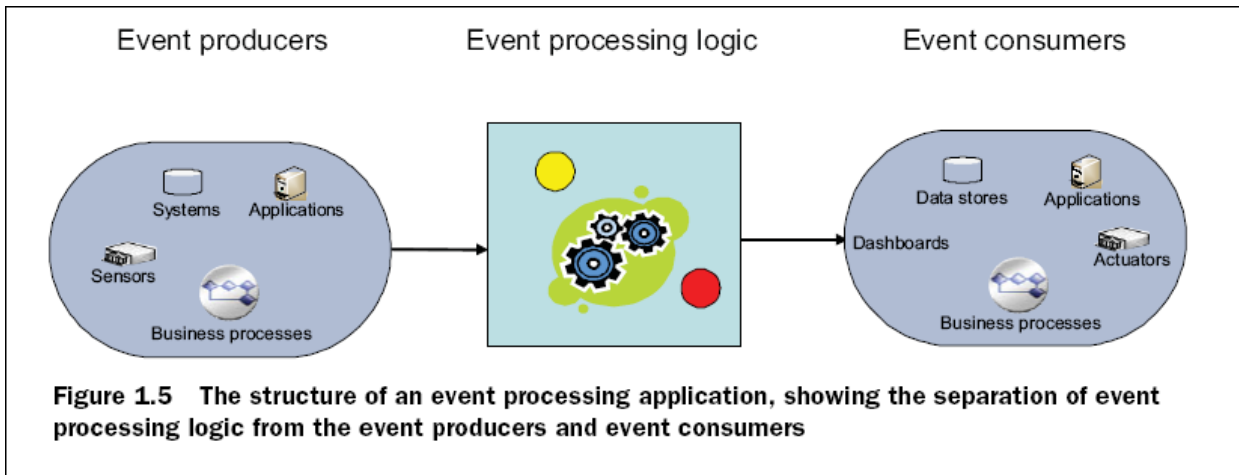 Event producers
Event processing logic
Event consumers
Systems
Applications
Sensors
Business processes
Data stores
Applications
Dashboards
Actuators
Business processes
Figure 1.5 The structure of an event processing application, showing the separation of event
processing logic from the event producers and event consumers